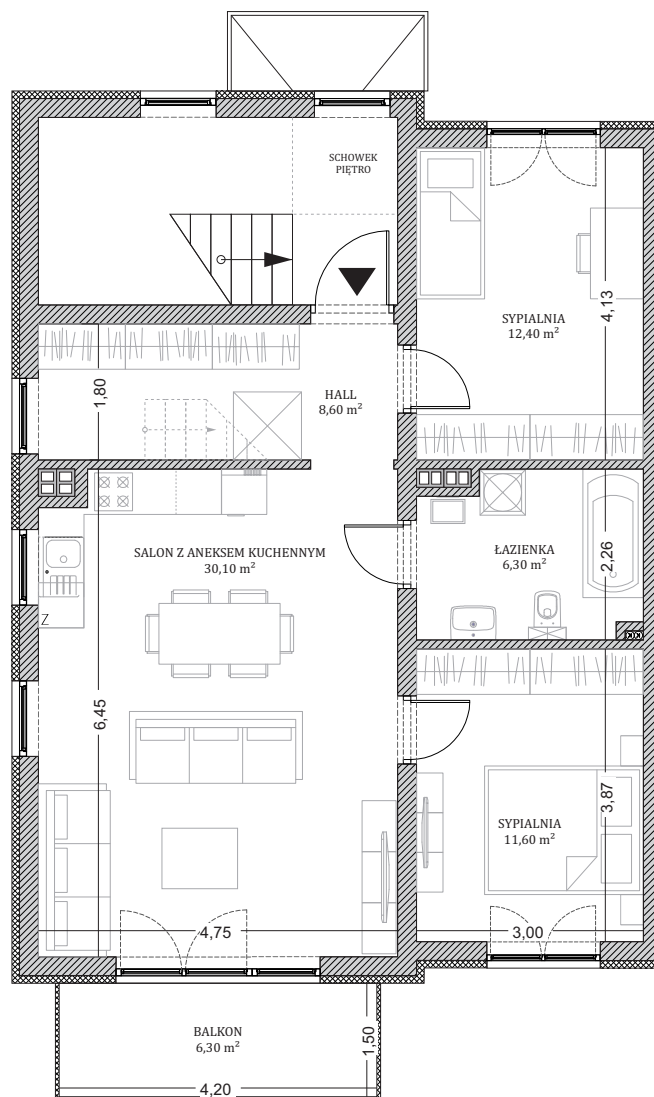 SCHOWEK
PIĘTRO
SYPIALNIA
12,40 m²
4,13
1,80
HALL
8,60 m²
SALON Z ANEKSEM KUCHENNYM
30,10 m²
ŁAZIENKA
6,30 m²
2,26
Z
6,45
SYPIALNIA
11,60 m²
3,87
4,75
3,00
BALKON
6,30 m²
1,50
4,20